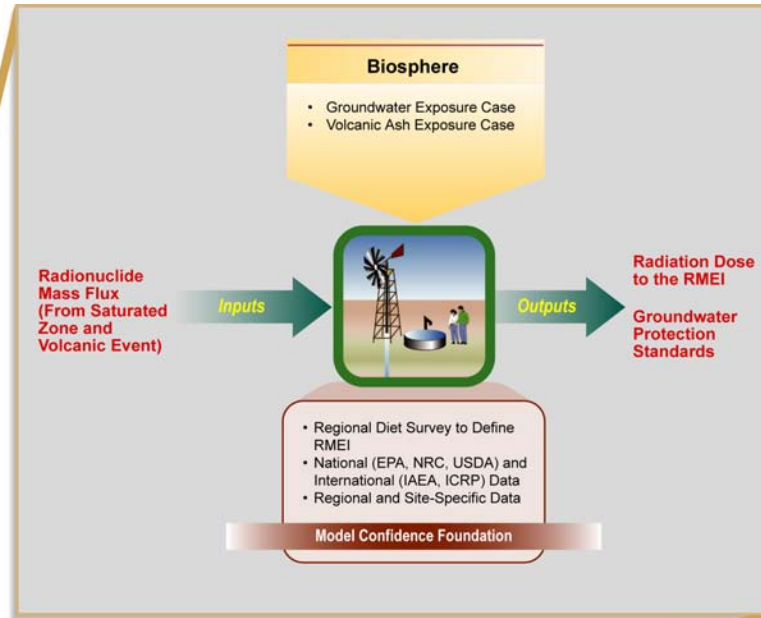 Biosphere
• Groundwater Exposure Case
• Volcanic Ash Exposure Case
Radionuclide
Mass Flux
(From Saturated
Zone and
Volcanic Event)
Inputs
Outputs
Radiation Dose
to the RMEI
Groundwater
Protection
Standards
• Regional Diet Survey to Define
RMEI
• National (EPA, NRC, USDA) and
International (IAEA, ICRP) Data
• Regional and Site-Specific Data
Model Confidence Foundation